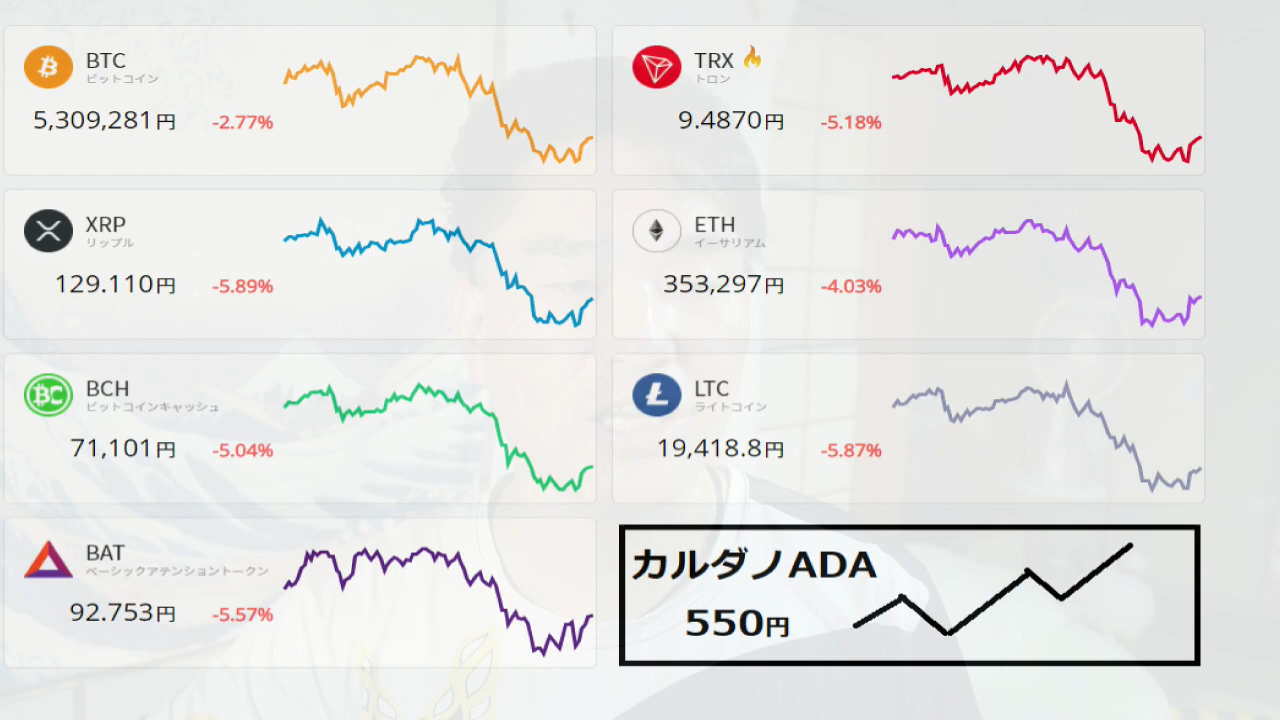 BTC
ビットコイン
5,309,281円 -2.77%
TRX🔥
トロン
9.4870円 -5.18%
XRP
リップル
129.110円 -5.89%
ETH
イーサリアム
353,297円 -4.03%
BCH
ビットコインキャッシュ
71,101円 -5.04%
LTC
ライトコイン
19,418.8円 -5.87%
BAT
ベーシックアテンショントークン
92.753円 -5.57%
カルダノADA
550円